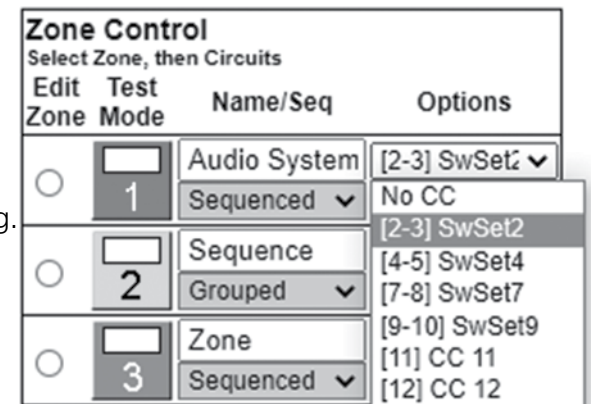 Zone Control
Select Zone, then Circuits
Edit Zone Test Mode Name/Seq Options
1 Audio System [2-3] SwSet2
Sequenced
No CC
[2-3] SwSet2
g.
2 Sequence
Grouped
[4-5] SwSet4
[7-8] SwSet7
[9-10] SwSet9
3 Zone
Sequenced
[11] CC 11
[12] CC 12